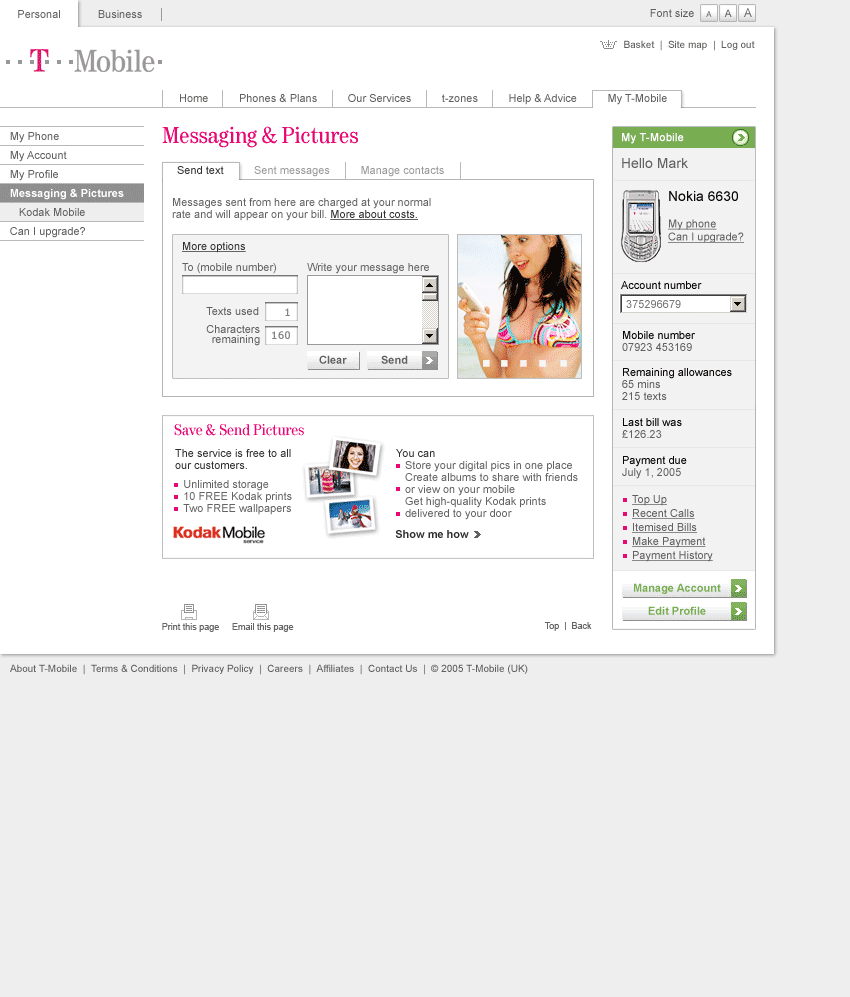 Personal
Business
Font size A A A
Basket | Site map | Log out
T-Mobile
Home
Phones & Plans
Our Services
t-zones
Help & Advice
My T-Mobile
My Phone
My Account
My Profile
Messaging & Pictures
Kodak Mobile
Can I upgrade?
Messaging & Pictures
Send text
Sent messages
Manage contacts
Messages sent from here are charged at your normal
rate and will appear on your bill. More about costs.
More options
To (mobile number)
Write your message here
Texts used 1
Characters
remaining 160
Clear
Send
Save & Send Pictures
The service is free to all
our customers.
Unlimited storage
10 FREE Kodak prints
Two FREE wallpapers
Kodak Mobile
service
You can
Store your digital pics in one place
Create albums to share with friends
or view on your mobile
Get high-quality Kodak prints
delivered to your door
Show me how
Print this page
Email this page
Top | Back
My T-Mobile
Hello Mark
Nokia 6630
My phone
Can I upgrade?
Account number
375296679
Mobile number
07923 453169
Remaining allowances
65 mins
215 texts
Last bill was
£126.23
Payment due
July 1, 2005
Top Up
Recent Calls
Itemised Bills
Make Payment
Payment History
Manage Account
Edit Profile
About T-Mobile | Terms & Conditions | Privacy Policy | Careers | Affiliates | Contact Us | © 2005 T-Mobile (UK)